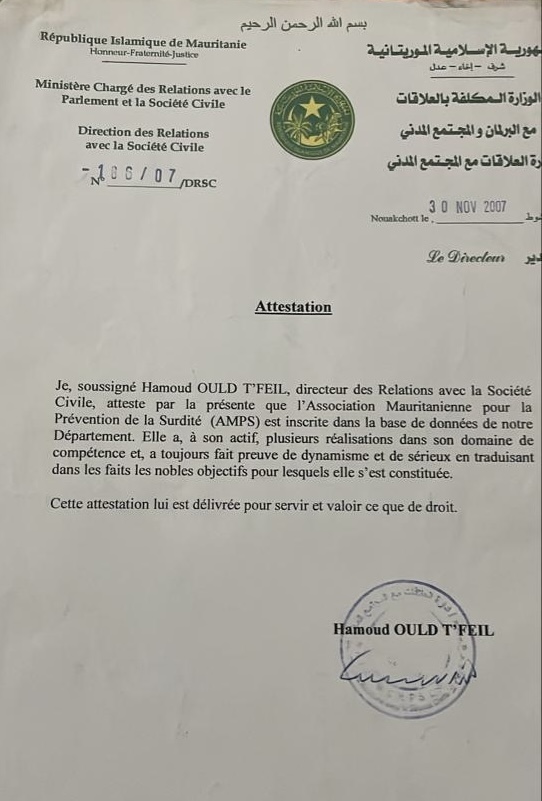 بسم الله الرحمن الرحيم
République Islamique de Mauritanie
Honneur-Fraternité-Justice
الإسلامية الموريتانية
شرف - إخاء - عدل
Ministère Chargé des Relations avec le
Parlement et la Société Civile
الوزارة المكلفة بالعلاقات
مع البرلمان و المجتمع المدني
Direction des Relations
avec la Société Civile
العلاقات مع المجتمع المدني
N° /07 /DRSC
Nouakchott le, 30 NOV 2007
Le Directeur
Attestation
Je, soussigné Hamoud OULD T’FEIL, directeur des Relations avec la Société
Civile, atteste par la présente que l’Association Mauritanienne pour la
Prévention de la Surdité (AMPS) est inscrite dans la base de données de notre
Département. Elle a, à son actif, plusieurs réalisations dans son domaine de
compétence et, a toujours fait preuve de dynamisme et de sérieux en traduisant
dans les faits les nobles objectifs pour lesquels elle s’est constituée.
Cette attestation lui est délivrée pour servir et valoir ce que de droit.
Hamoud OULD T’FEIL